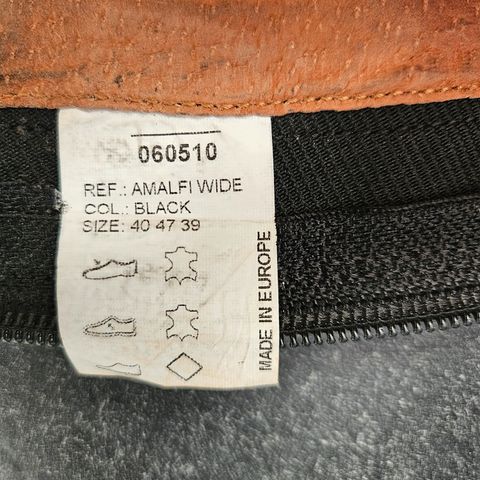 060510
REF.: AMALFI WIDE
COL.: BLACK
SIZE: 40 47 39
MADE IN EUROPE